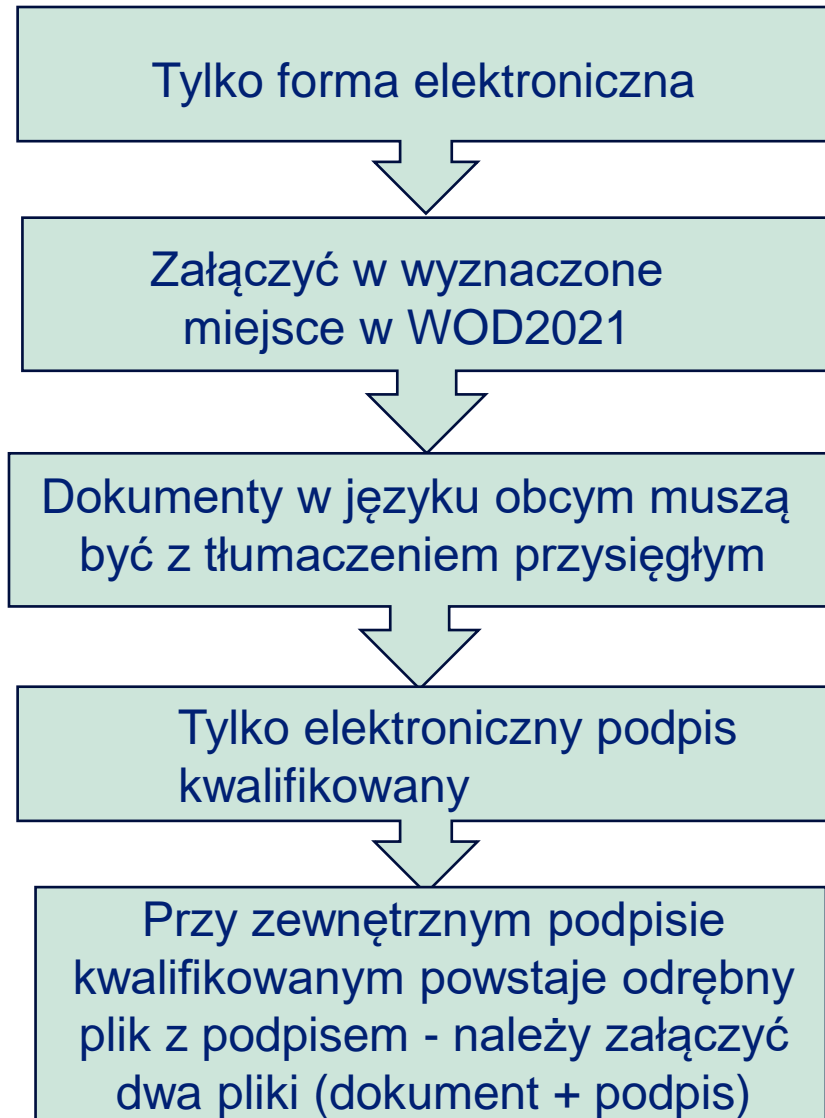 Tylko forma elektroniczna
Załączyć w wyznaczone
miejsce w WOD2021
Dokumenty w języku obcym muszą
być z tłumaczeniem przysięgłym
Tylko elektroniczny podpis
kwalifikowany
Przy zewnętrznym podpisie
kwalifikowanym powstaje odrębny
plik z podpisem - należy załączyć
dwa pliki (dokument + podpis)